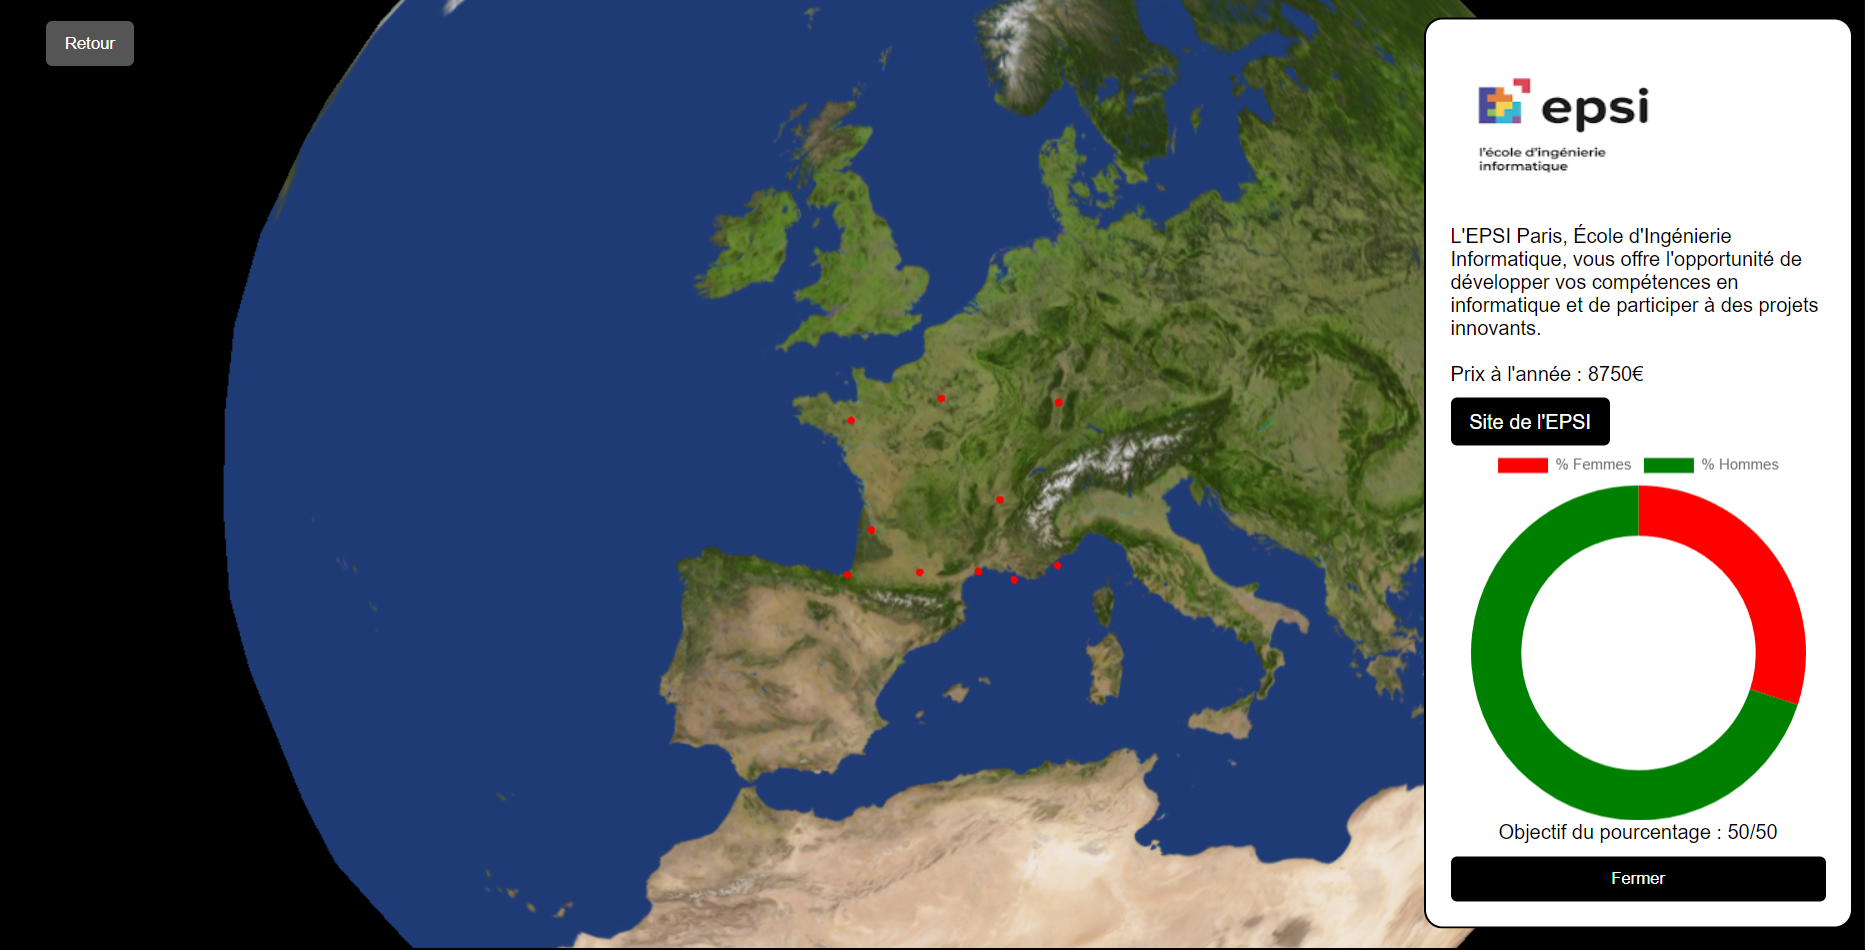 Retour
epsi
l'école d'ingénierie
informatique
L'EPSI Paris, École d'Ingénierie
Informatique, vous offre l'opportunité de
développer vos compétences en
informatique et de participer à des projets
innovants.
Prix à l'année : 8750€
Site de l'EPSI
% Femmes % Hommes
Objectif du pourcentage : 50/50
Fermer